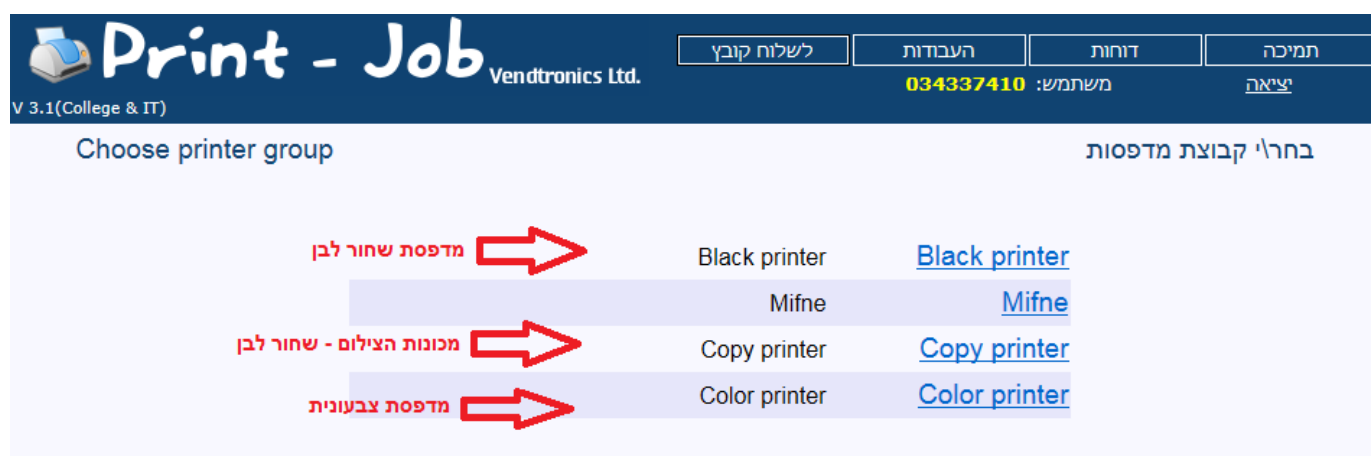 Print - Job Vendtronics Ltd.
V 3.1(College & IT)
תמיכה
דוחות
העבודות
לשלוח קובץ
יציאה
משתמש: 034337410
בחר\י קבוצת מדפסות
Choose printer group
Black printer Black printer מדפסת שחור לבן
Mifne Mifne
Copy printer Copy printer מכונות הצילום - שחור לבן
Color printer Color printer מדפסת צבעונית